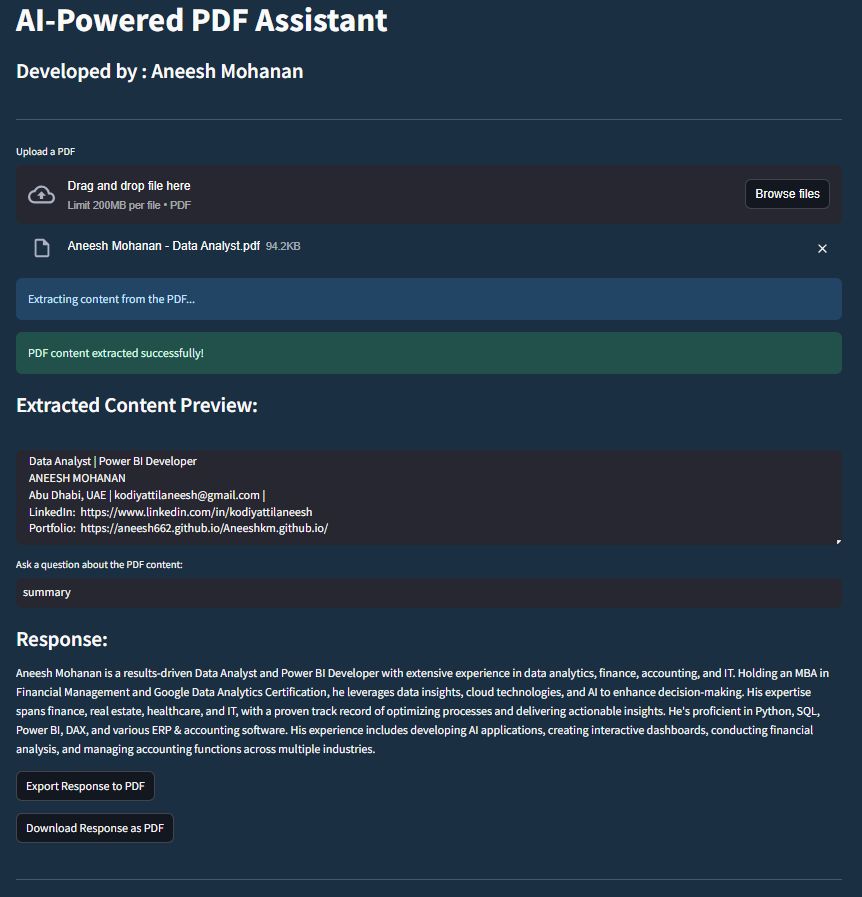 AI-Powered PDF Assistant
Developed by : Aneesh Mohanan
Upload a PDF
Drag and drop file here
Limit 200MB per file • PDF
Browse files
Aneesh Mohanan - Data Analyst.pdf 94.2KB
Extracting content from the PDF...
PDF content extracted successfully!
Extracted Content Preview:
Data Analyst | Power BI Developer
ANEESH MOHANAN
Abu Dhabi, UAE | kodiyattilaneesh@gmail.com |
LinkedIn: https://www.linkedin.com/in/kodiyattilaneesh
Portfolio: https://aneesh662.github.io/Aneeshkm.github.io/
Ask a question about the PDF content:
summary
Response:
Aneesh Mohanan is a results-driven Data Analyst and Power BI Developer with extensive experience in data analytics, finance, accounting, and IT. Holding an MBA in
Financial Management and Google Data Analytics Certification, he leverages data insights, cloud technologies, and AI to enhance decision-making. His expertise
spans finance, real estate, healthcare, and IT, with a proven track record of optimizing processes and delivering actionable insights. He's proficient in Python, SQL,
Power BI, DAX, and various ERP & accounting software. His experience includes developing AI applications, creating interactive dashboards, conducting financial
analysis, and managing accounting functions across multiple industries.
Export Response to PDF
Download Response as PDF